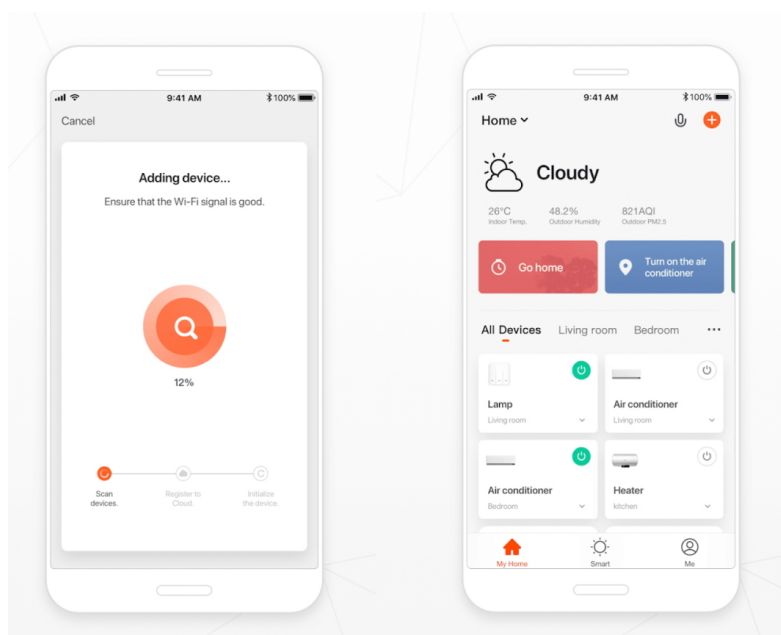 9:41 AM
100%
Cancel
Adding device...
Ensure that the Wi-Fi signal is good.
12%
Scan
devices.
Register to
Cloud.
Initialize
the device.
9:41 AM
100%
Home
Cloudy
26°C
48.2%
821AQI
Indoor Temp.
Outdoor Humidity
Outdoor PM2.5
Go home
Turn on the air
conditioner
All Devices
Living room
Bedroom
Lamp
Living room
Air conditioner
Living room
Air conditioner
Bedroom
Heater
kitchen
My Home
Smart
Me